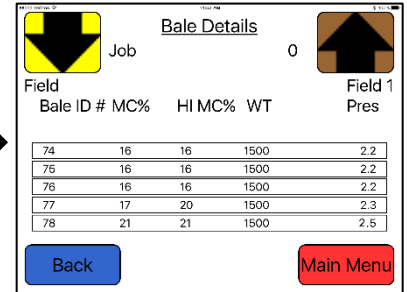 Bale Details
Job 0
Field Field 1
Bale ID # MC% HI MC% WT Pres
74 16 16 1500 2.2
75 16 16 1500 2.2
76 16 16 1500 2.2
77 17 20 1500 2.3
78 21 21 1500 2.5
Back Main Menu